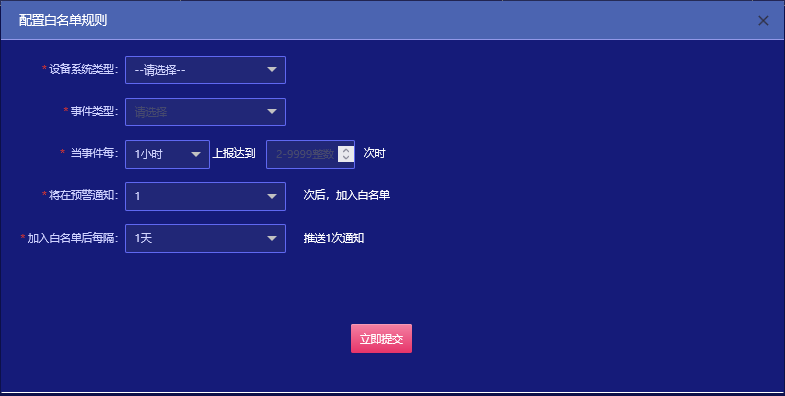 配置白名单规则
* 设备系统类型： --请选择--
* 事件类型： 请选择
* 当事件每： 1小时 上报达到 2-9999整数 次时
* 将在预警通知： 1 次后，加入白名单
* 加入白名单后每隔： 1天 推送1次通知
立即提交